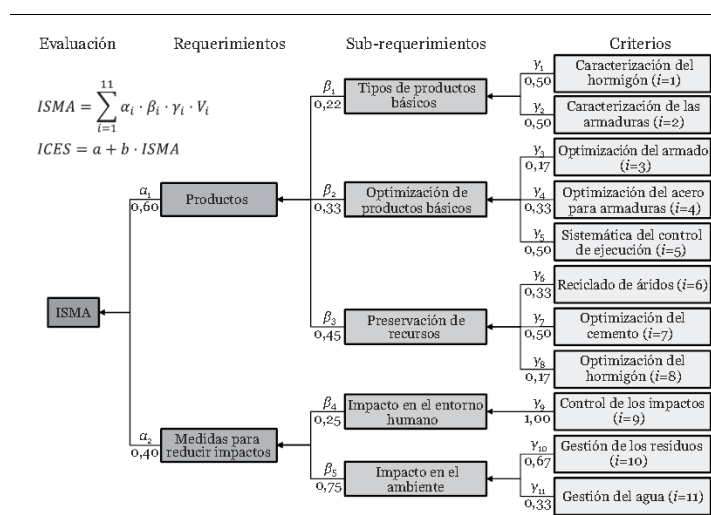 Evaluación Requerimientos Sub-requerimientos Criterios
ISMA = ∑ αi · βi · γi · Vi
11
i=1
ICES = a + b · ISMA
ISMA
α1
0,60
Productos
α2
0,40
Medidas para
reducir impactos
β1
0,22
Tipos de productos
básicos
β2
0,33
Optimización de
productos básicos
β3
0,45
Preservación de
recursos
β4
0,25
Impacto en el entorno
humano
β5
0,75
Impacto en el
ambiente
γ1
0,50
Caracterización del
hormigón (i=1)
γ2
0,50
Caracterización de las
armaduras (i=2)
γ3
0,17
Optimización del armado
(i=3)
γ4
0,33
Optimización del acero
para armaduras (i=4)
γ5
0,50
Sistemática del control
de ejecución (i=5)
γ6
0,33
Reciclado de áridos (i=6)
γ7
0,50
Optimización del
cemento (i=7)
γ8
0,17
Optimización del
hormigón (i=8)
γ9
1,00
Control de los impactos
(i=9)
γ10
0,67
Gestión de los residuos
(i=10)
γ11
0,33
Gestión del agua (i=11)